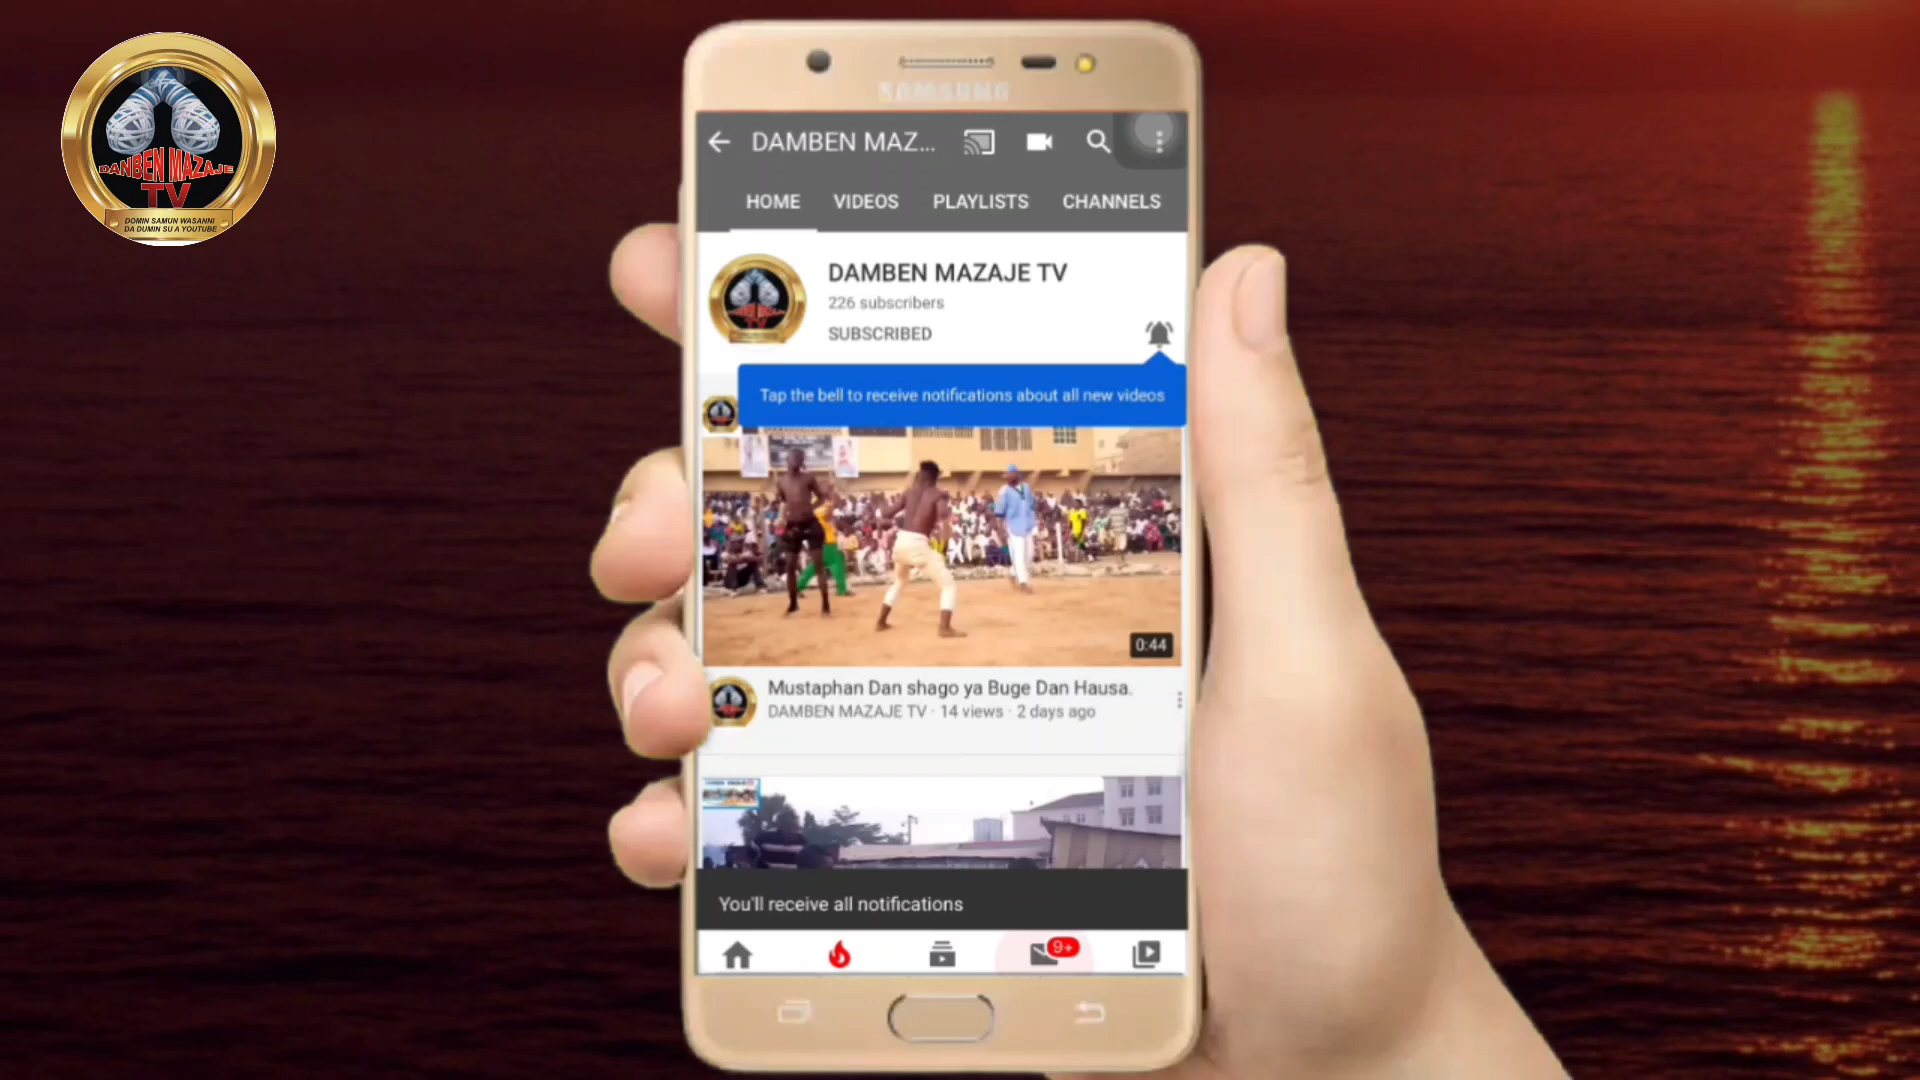 DANBEN MAZAJE
TV
DOMIN SAMUN WASANNI
DA DUMIN SU A YOUTUBE
SAMSUNG
DAMBEN MAZ...
HOME VIDEOS PLAYLISTS CHANNELS
DAMBEN MAZAJE TV
226 subscribers
SUBSCRIBED
Tap the bell to receive notifications about all new videos
0:44
Mustaphan Dan shago ya Buge Dan Hausa.
DAMBEN MAZAJE TV · 14 views · 2 days ago
You'll receive all notifications
9+